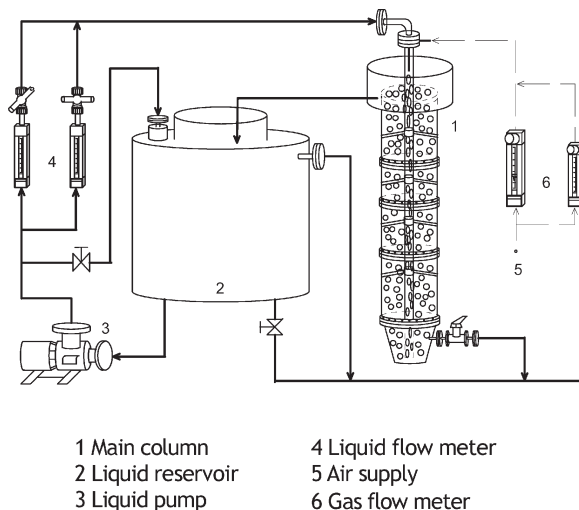 4
1
6
5
2
3
1 Main column
2 Liquid reservoir
3 Liquid pump
4 Liquid flow meter
5 Air supply
6 Gas flow meter